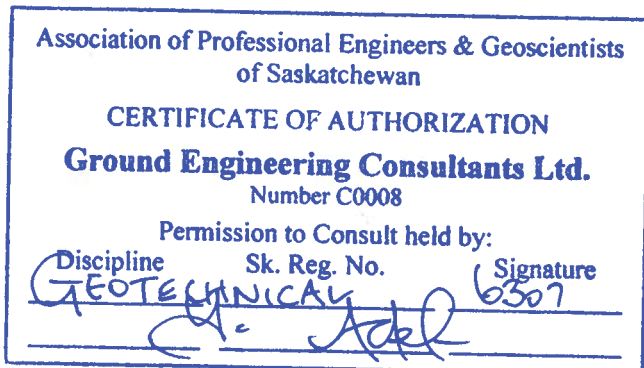 Association of Professional Engineers & Geoscientists
of Saskatchewan
CERTIFICATE OF AUTHORIZATION
Ground Engineering Consultants Ltd.
Number C0008
Permission to Consult held by:
Discipline Sk. Reg. No. Signature
GEOTECHNICAL 6307
Adel